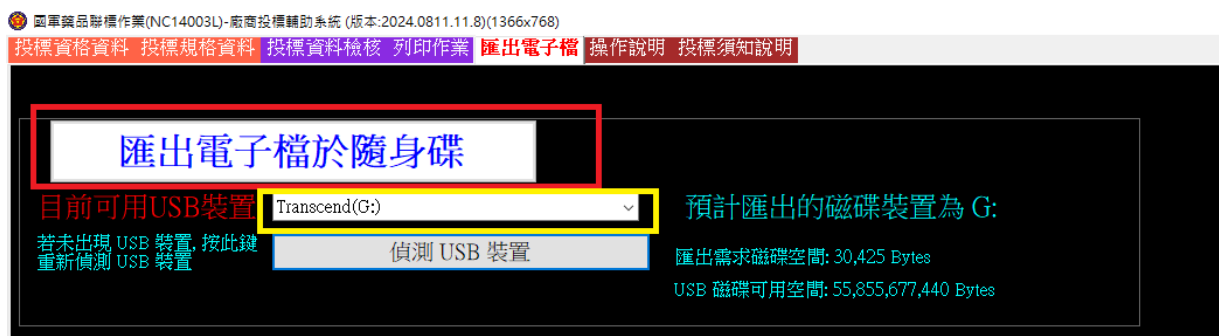 國軍藥品聯標作業(NC14003L)-廠商投標輔助系統 (版本:2024.0811.11.8)(1366x768)
投標資格資料 投標規格資料 投標資料檢核 列印作業 匯出電子檔 操作說明 投標須知說明
匯出電子檔於隨身碟
目前可用USB裝置 Transcend(G:) 預計匯出的磁碟裝置為 G:
若未出現 USB 裝置, 按此鍵
重新偵測 USB 裝置
偵測 USB 裝置
匯出需求磁碟空間: 30,425 Bytes
USB 磁碟可用空間: 55,855,677,440 Bytes